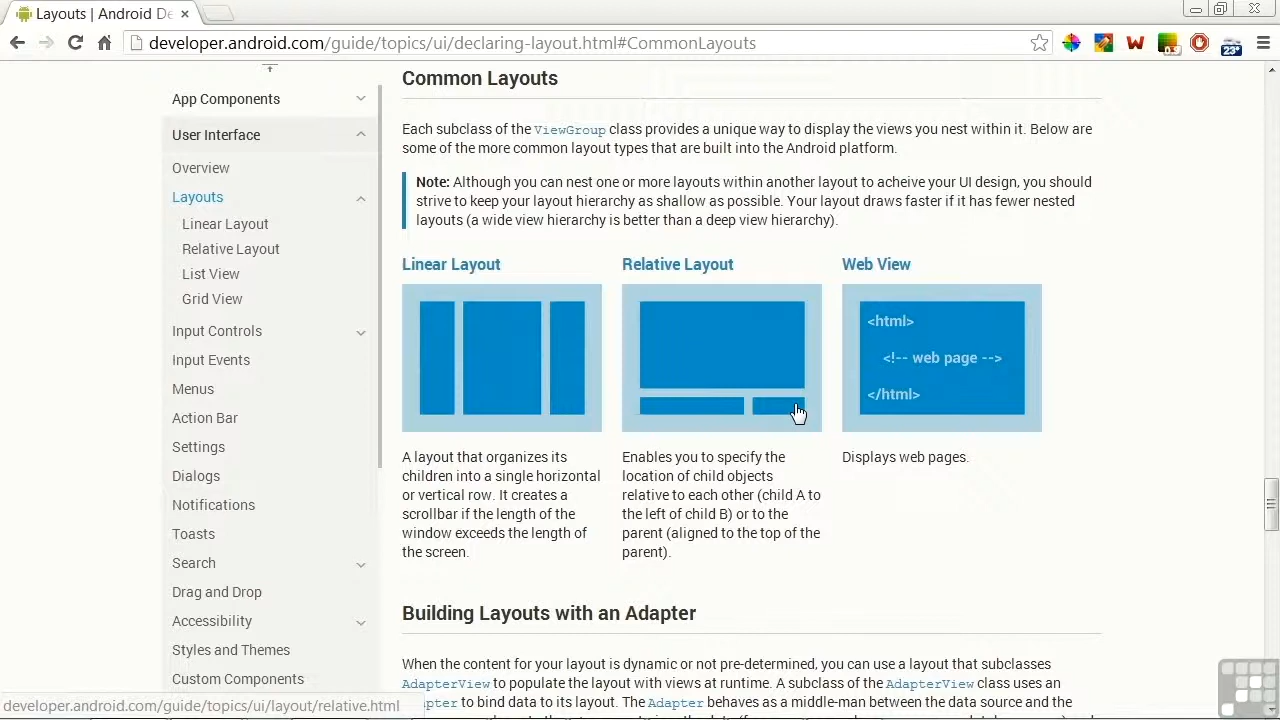 Layouts | Android De
developer.android.com/guide/topics/ui/declaring-layout.html#CommonLayouts
W
23°
App Components
User Interface
Overview
Layouts
Linear Layout
Relative Layout
List View
Grid View
Input Controls
Input Events
Menus
Action Bar
Settings
Dialogs
Notifications
Toasts
Search
Drag and Drop
Accessibility
Styles and Themes
Custom Components
developer.android.com/guide/topics/ui/layout/relative.html
Common Layouts
Each subclass of the ViewGroup class provides a unique way to display the views you nest within it. Below are
some of the more common layout types that are built into the Android platform.
Note: Although you can nest one or more layouts within another layout to acheive your UI design, you should
strive to keep your layout hierarchy as shallow as possible. Your layout draws faster if it has fewer nested
layouts (a wide view hierarchy is better than a deep view hierarchy).
Linear Layout
A layout that organizes its
children into a single horizontal
or vertical row. It creates a
scrollbar if the length of the
window exceeds the length of
the screen.
Relative Layout
Enables you to specify the
location of child objects
relative to each other (child A to
the left of child B) or to the
parent (aligned to the top of the
parent).
Web View
<html>
<!-- web page -->
</html>
Displays web pages.
Building Layouts with an Adapter
When the content for your layout is dynamic or not pre-determined, you can use a layout that subclasses
AdapterView to populate the layout with views at runtime. A subclass of the AdapterView class uses an
pter to bind data to its layout. The Adapter behaves as a middle-man between the data source and the